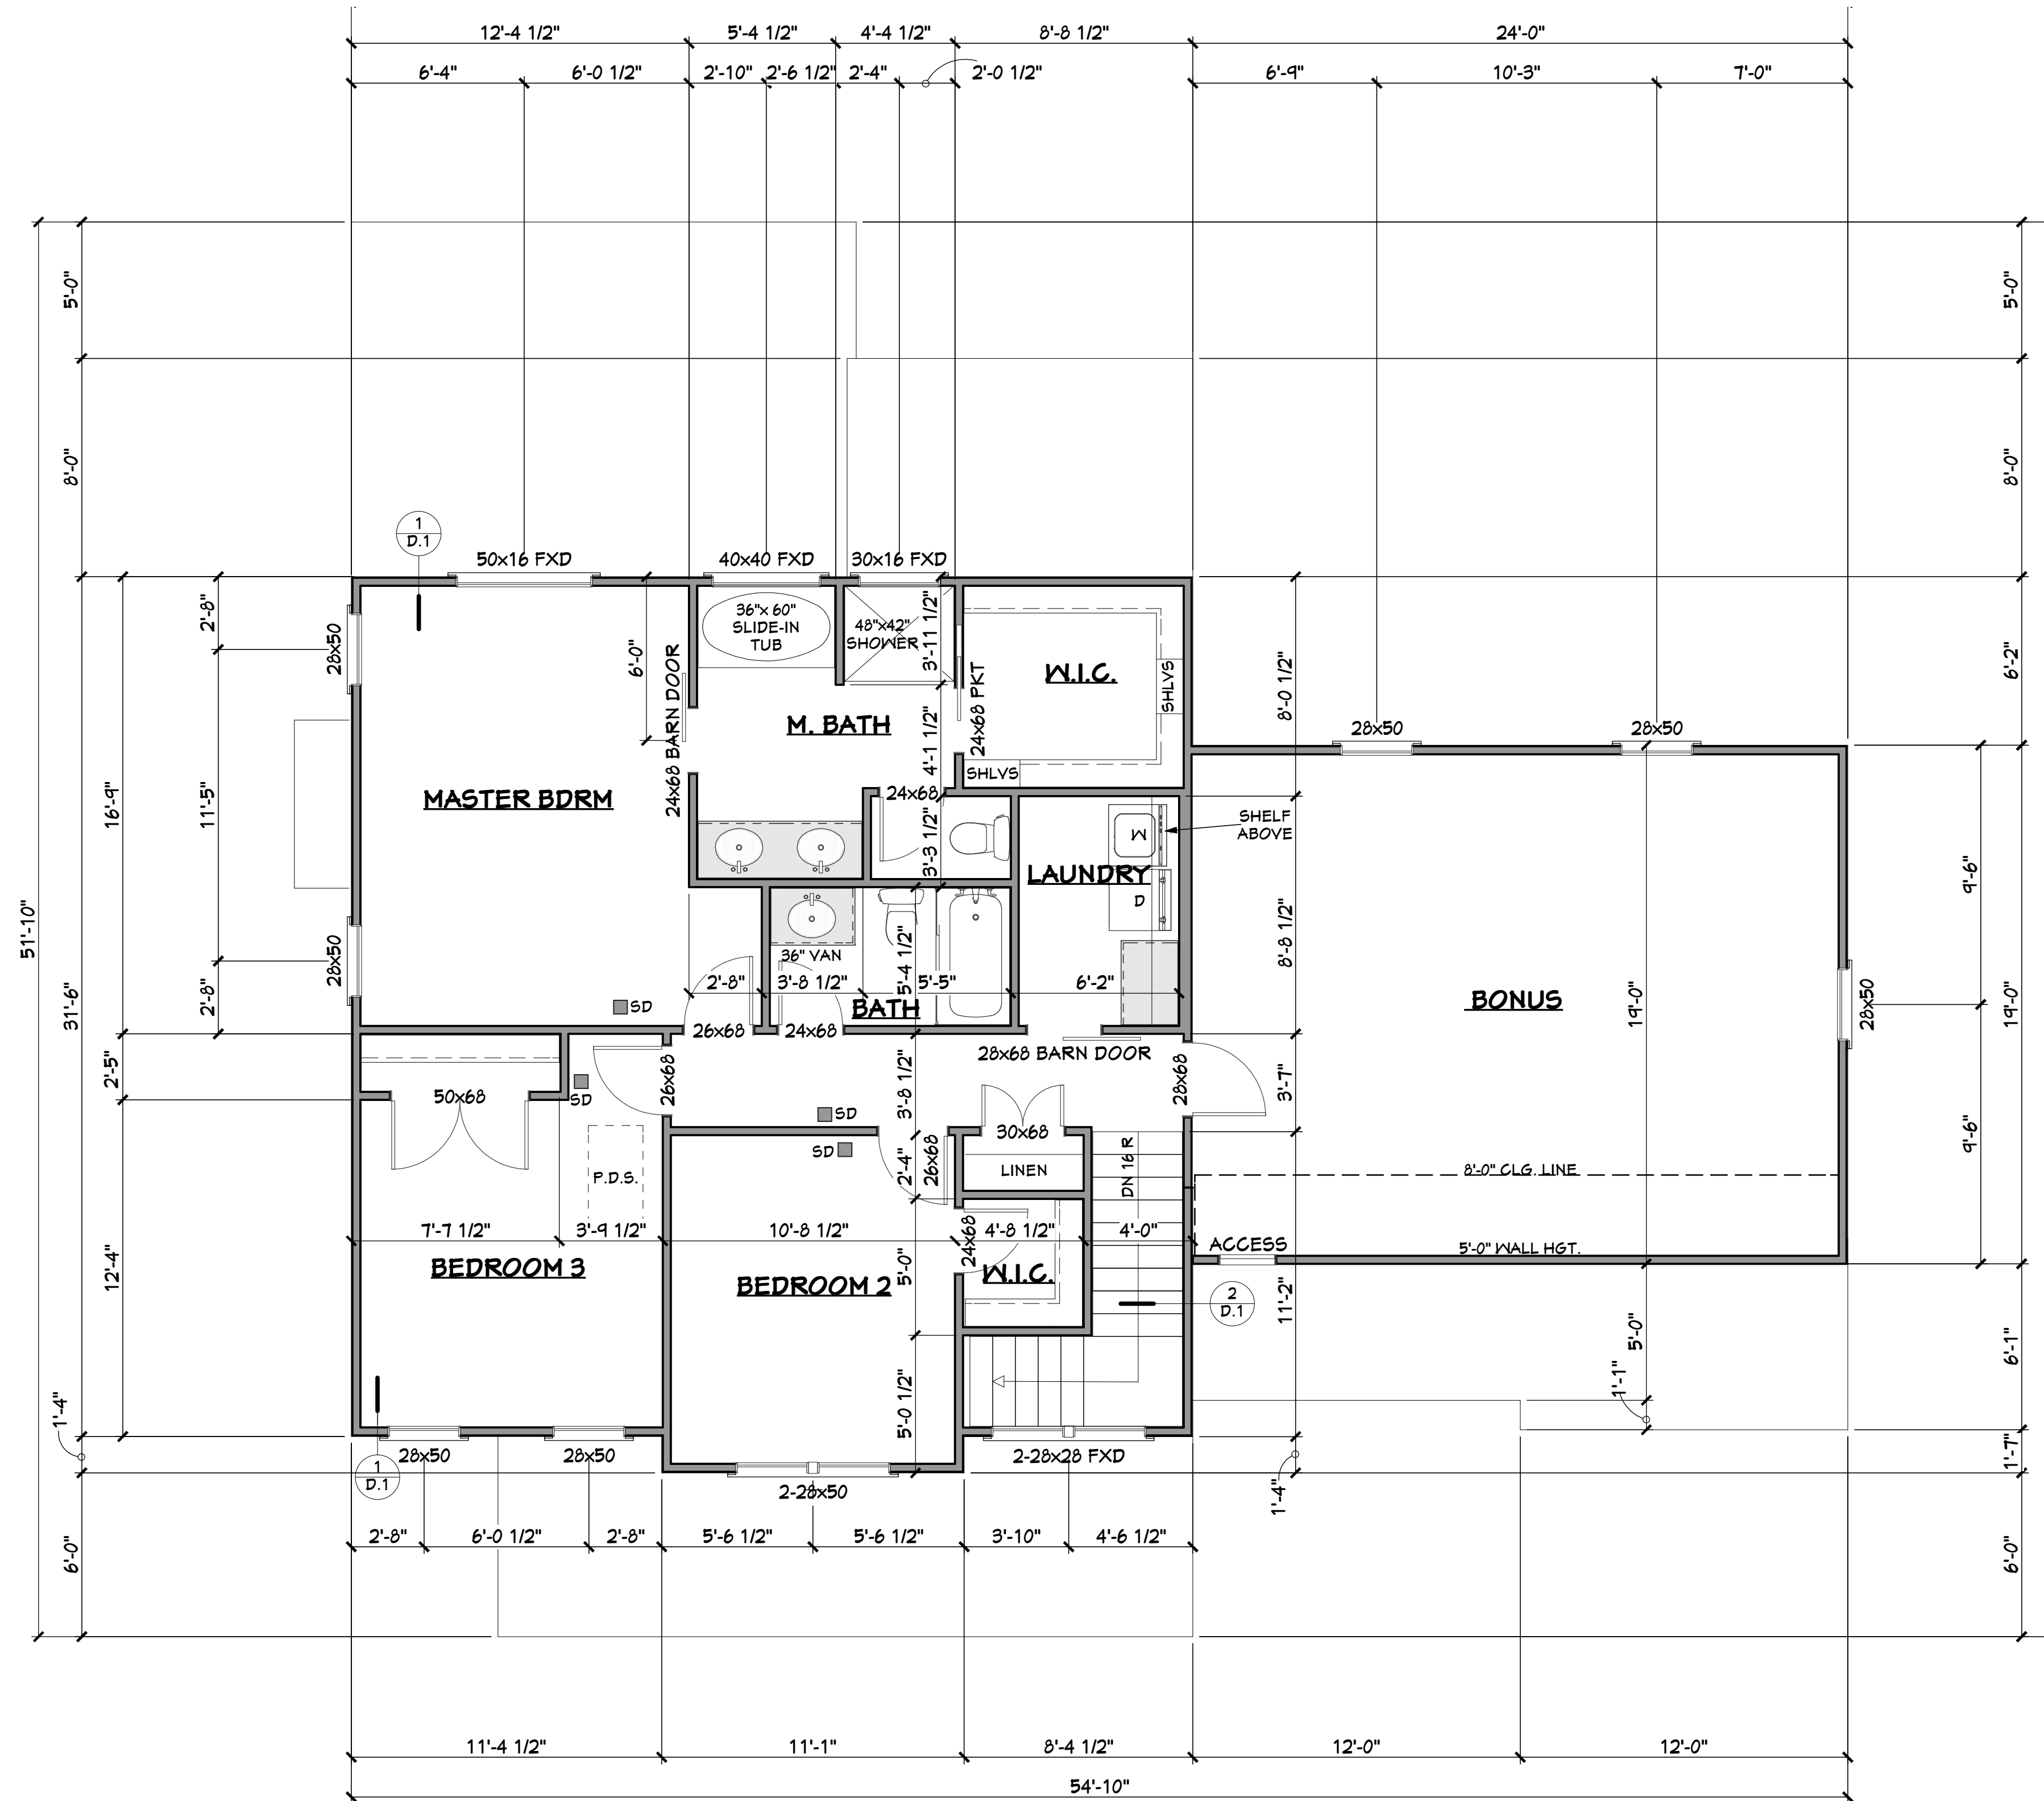 12'-4 1/2"
5'-4 1/2"
4'-4 1/2"
8'-8 1/2"
24'-0"
6'-4"
6'-0 1/2"
2'-10"
2'-6 1/2"
2'-4"
2'-0 1/2"
6'-9"
10'-3"
7'-0"
5'-0"
8'-0"
5'-0"
8'-0"
1
D.1
50x16 FXD
40x40 FXD
30x16 FXD
2'-8"
28x50
6'-0"
24x68 BARN DOOR
36"x 60"
SLIDE-IN
TUB
48"x42"
SHOWER
3'-11 1/2"
24x68 PKT
W.I.C.
SHLVS
8'-0 1/2"
6'-2"
M. BATH
4'-1 1/2"
SHLVS
28x50
28x50
MASTER BDRM
16'-9"
11'-5"
24x68
3'-3 1/2"
W
SHELF
ABOVE
LAUNDRY
D
9'-6"
51'-10"
31'-6"
28x50
2'-8"
36" VAN
5'-4 1/2"
8'-8 1/2"
2'-8"
3'-8 1/2"
5'-5"
6'-2"
SD
BATH
BONUS
19'-0"
28x50
19'-0"
26x68
24x68
28x68 BARN DOOR
2'-5"
50x68
SD
26x68
SD
3'-8 1/2"
28x68
3'-7"
9'-6"
SD
26x68
2'-4"
30x68
LINEN
DN 16 R
8'-0" CLG. LINE
P.D.S.
7'-7 1/2"
3'-9 1/2"
10'-8 1/2"
24x68
4'-8 1/2"
4'-0"
ACCESS
5'-0" WALL HGT.
12'-4"
BEDROOM 3
BEDROOM 2
5'-0"
W.I.C.
11'-2"
2
D.1
5'-0"
6'-1"
1'-1"
1'-4"
5'-0 1/2"
1'-7"
28x50
28x50
1
D.1
2-28x50
2-28x28 FXD
1'-4"
6'-0"
2'-8"
6'-0 1/2"
2'-8"
5'-6 1/2"
5'-6 1/2"
3'-10"
4'-6 1/2"
6'-0"
11'-4 1/2"
11'-1"
8'-4 1/2"
12'-0"
12'-0"
54'-10"